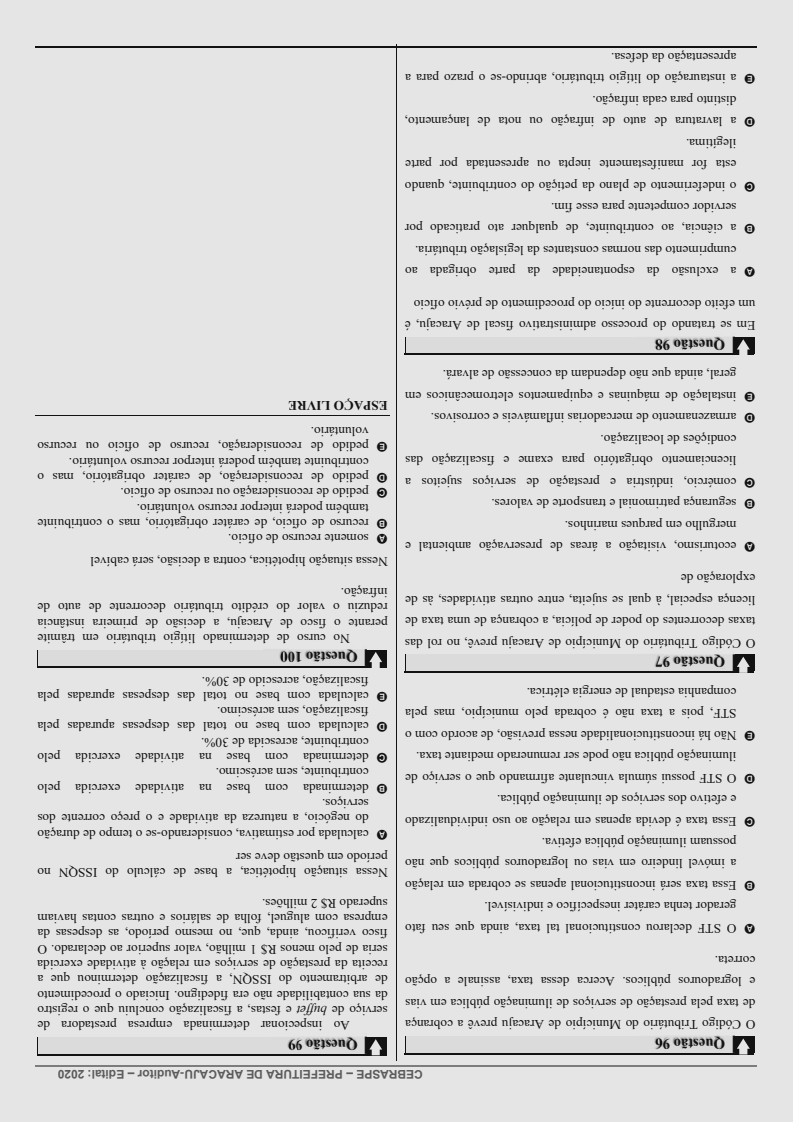 CEBRASPE – PREFEITURA DE ARACAJU-Auditor – Edital: 2020
Questão 96
O Código Tributário do Município de Aracaju prevê a cobrança
de taxa pela prestação de serviços de iluminação pública em vias
e logradouros públicos. Acerca dessa taxa, assinale a opção
correta.
A O STF declarou constitucional tal taxa, ainda que seu fato
gerador tenha caráter inespecífico e indivisível.
B Essa taxa será inconstitucional apenas se cobrada em relação
a imóvel lindeiro em vias ou logradouros públicos que não
possuam iluminação pública efetiva.
C Essa taxa é devida apenas em relação ao uso individualizado
e efetivo dos serviços de iluminação pública.
D O STF possui súmula vinculante afirmando que o serviço de
iluminação pública não pode ser remunerado mediante taxa.
E Não há inconstitucionalidade nessa previsão, de acordo com o
STF, pois a taxa não é cobrada pelo município, mas pela
companhia estadual de energia elétrica.
Questão 97
O Código Tributário do Município de Aracaju prevê, no rol das
taxas decorrentes do poder de polícia, a cobrança de uma taxa de
licença especial, à qual se sujeita, entre outras atividades, às de
exploração de
A ecoturismo, visitação a áreas de preservação ambiental e
mergulho em parques marinhos.
B segurança patrimonial e transporte de valores.
C comércio, indústria e prestação de serviços sujeitos a
licenciamento obrigatório para exame e fiscalização das
condições de localização.
D armazenamento de mercadorias inflamáveis e corrosivos.
E instalação de máquinas e equipamentos eletromecânicos em
geral, ainda que não dependam da concessão de alvará.
Questão 98
Em se tratando do processo administrativo fiscal de Aracaju, é
um efeito decorrente do início do procedimento de prévio ofício
A a exclusão da espontaneidade da parte obrigada ao
cumprimento das normas constantes da legislação tributária.
B a ciência, ao contribuinte, de qualquer ato praticado por
servidor competente para esse fim.
C o indeferimento de plano da petição do contribuinte, quando
esta for manifestamente inepta ou apresentada por parte
ilegítima.
D a lavratura de auto de infração ou nota de lançamento,
distinto para cada infração.
E a instauração do litígio tributário, abrindo-se o prazo para a
apresentação da defesa.
Questão 99
Ao inspecionar determinada empresa prestadora de
serviço de buffet e festas, a fiscalização concluiu que o registro
da sua contabilidade não era fidedigno. Iniciado o procedimento
de arbitramento do ISSQN, a fiscalização determinou que a
receita da prestação de serviços em relação à atividade exercida
seria de pelo menos R$ 1 milhão, valor superior ao declarado. O
fisco verificou, ainda, que, no mesmo período, as despesas da
empresa com aluguel, folha de salários e outras contas haviam
superado R$ 2 milhões.
Nessa situação hipotética, a base de cálculo do ISSQN no
período em questão deve ser
A calculada por estimativa, considerando-se o tempo de duração
do negócio, a natureza da atividade e o preço corrente dos
serviços.
B determinada com base na atividade exercida pelo
contribuinte, sem acréscimo.
C determinada com base na atividade exercida pelo
contribuinte, acrescida de 30%.
D calculada com base no total das despesas apuradas pela
fiscalização, sem acréscimo.
E calculada com base no total das despesas apuradas pela
fiscalização, acrescido de 30%.
Questão 100
No curso de determinado litígio tributário em trâmite
perante o fisco de Aracaju, a decisão de primeira instância
reduziu o valor do crédito tributário decorrente de auto de
infração.
Nessa situação hipotética, contra a decisão, será cabível
A somente recurso de ofício.
B recurso de ofício, de caráter obrigatório, mas o contribuinte
também poderá interpor recurso voluntário.
C pedido de reconsideração ou recurso de ofício.
D pedido de reconsideração, de caráter obrigatório, mas o
contribuinte também poderá interpor recurso voluntário.
E pedido de reconsideração, recurso de ofício ou recurso
voluntário.
ESPAÇO LIVRE